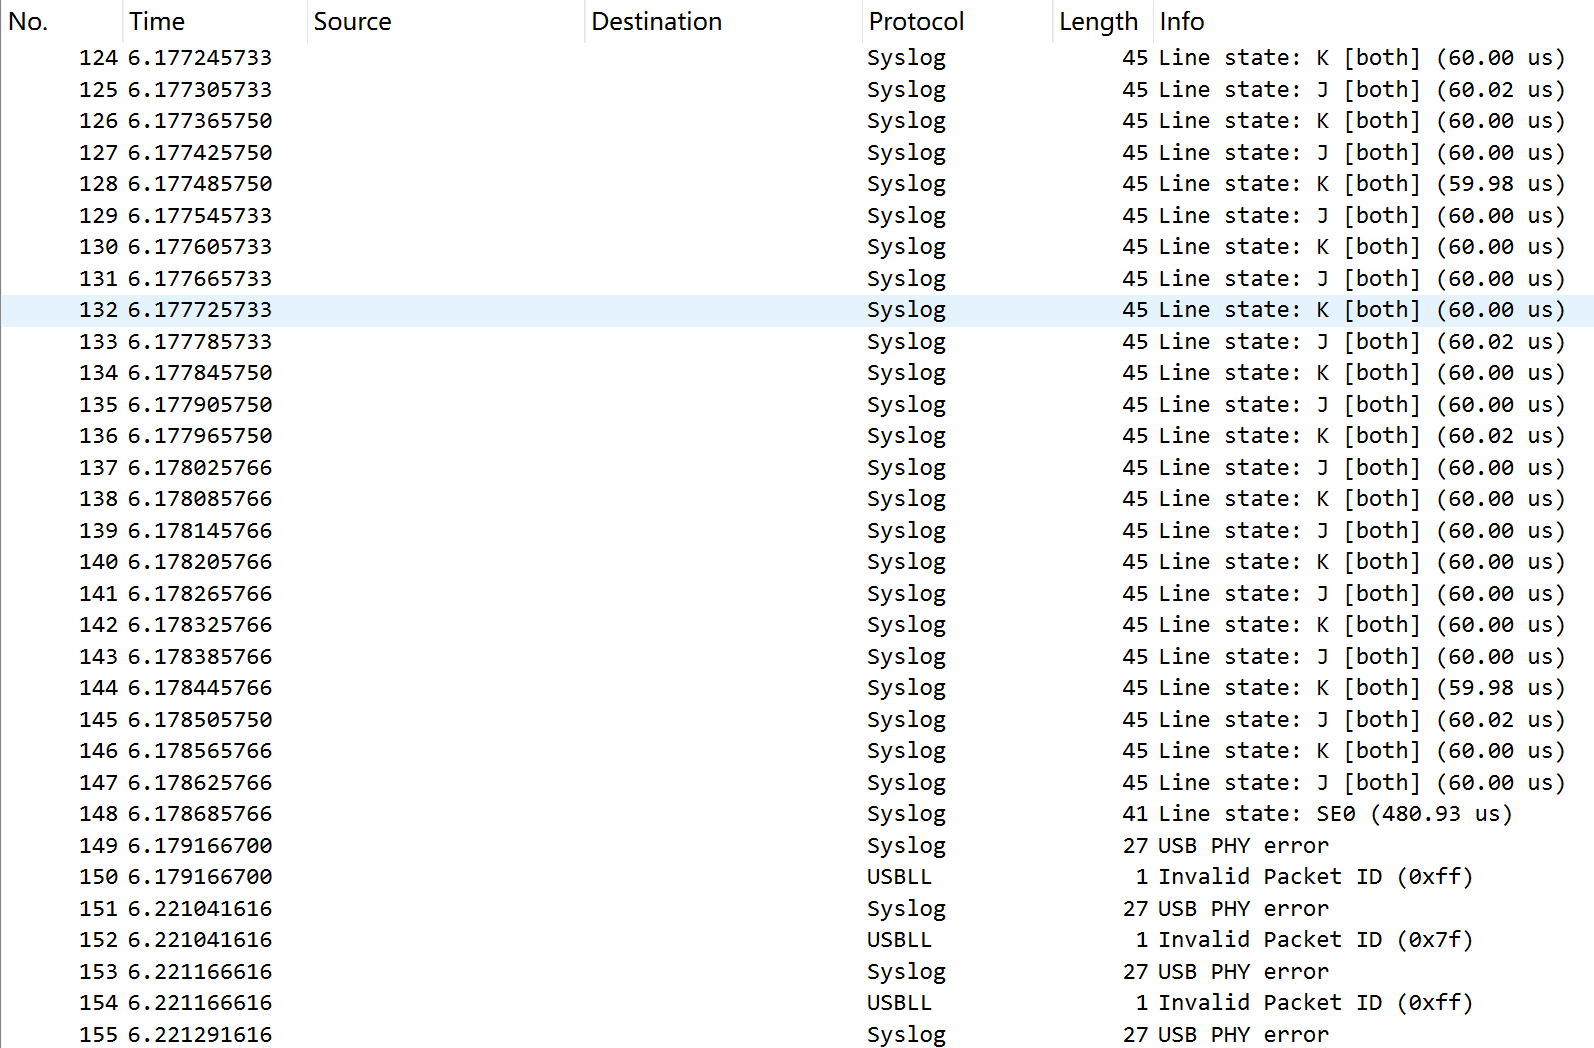 No. Time Source Destination Protocol Length Info
124 6.177245733 Syslog 45 Line state: K [both] (60.00 us)
125 6.177305733 Syslog 45 Line state: J [both] (60.02 us)
126 6.177365750 Syslog 45 Line state: K [both] (60.00 us)
127 6.177425750 Syslog 45 Line state: J [both] (60.00 us)
128 6.177485750 Syslog 45 Line state: K [both] (59.98 us)
129 6.177545733 Syslog 45 Line state: J [both] (60.00 us)
130 6.177605733 Syslog 45 Line state: K [both] (60.00 us)
131 6.177665733 Syslog 45 Line state: J [both] (60.00 us)
132 6.177725733 Syslog 45 Line state: K [both] (60.00 us)
133 6.177785733 Syslog 45 Line state: J [both] (60.02 us)
134 6.177845750 Syslog 45 Line state: K [both] (60.00 us)
135 6.177905750 Syslog 45 Line state: J [both] (60.00 us)
136 6.177965750 Syslog 45 Line state: K [both] (60.02 us)
137 6.178025766 Syslog 45 Line state: J [both] (60.00 us)
138 6.178085766 Syslog 45 Line state: K [both] (60.00 us)
139 6.178145766 Syslog 45 Line state: J [both] (60.00 us)
140 6.178205766 Syslog 45 Line state: K [both] (60.00 us)
141 6.178265766 Syslog 45 Line state: J [both] (60.00 us)
142 6.178325766 Syslog 45 Line state: K [both] (60.00 us)
143 6.178385766 Syslog 45 Line state: J [both] (60.00 us)
144 6.178445766 Syslog 45 Line state: K [both] (59.98 us)
145 6.178505750 Syslog 45 Line state: J [both] (60.02 us)
146 6.178565766 Syslog 45 Line state: K [both] (60.00 us)
147 6.178625766 Syslog 45 Line state: J [both] (60.00 us)
148 6.178685766 Syslog 41 Line state: SE0 (480.93 us)
149 6.179166700 Syslog 27 USB PHY error
150 6.179166700 USBLL 1 Invalid Packet ID (0xff)
151 6.221041616 Syslog 27 USB PHY error
152 6.221041616 USBLL 1 Invalid Packet ID (0x7f)
153 6.221166616 Syslog 27 USB PHY error
154 6.221166616 USBLL 1 Invalid Packet ID (0xff)
155 6.221291616 Syslog 27 USB PHY error